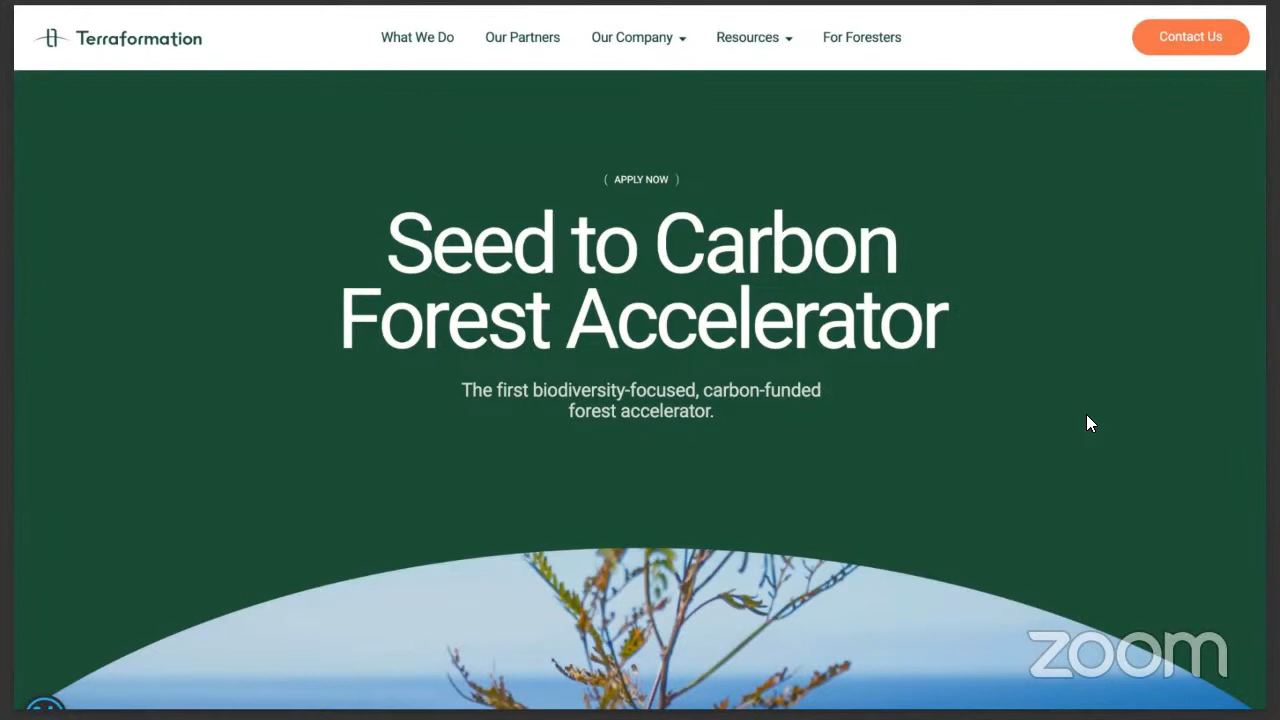 Terraformation
What We Do
Our Partners
Our Company
Resources
For Foresters
Contact Us
( APPLY NOW )
Seed to Carbon
Forest Accelerator
The first biodiversity-focused, carbon-funded
forest accelerator.
zoom